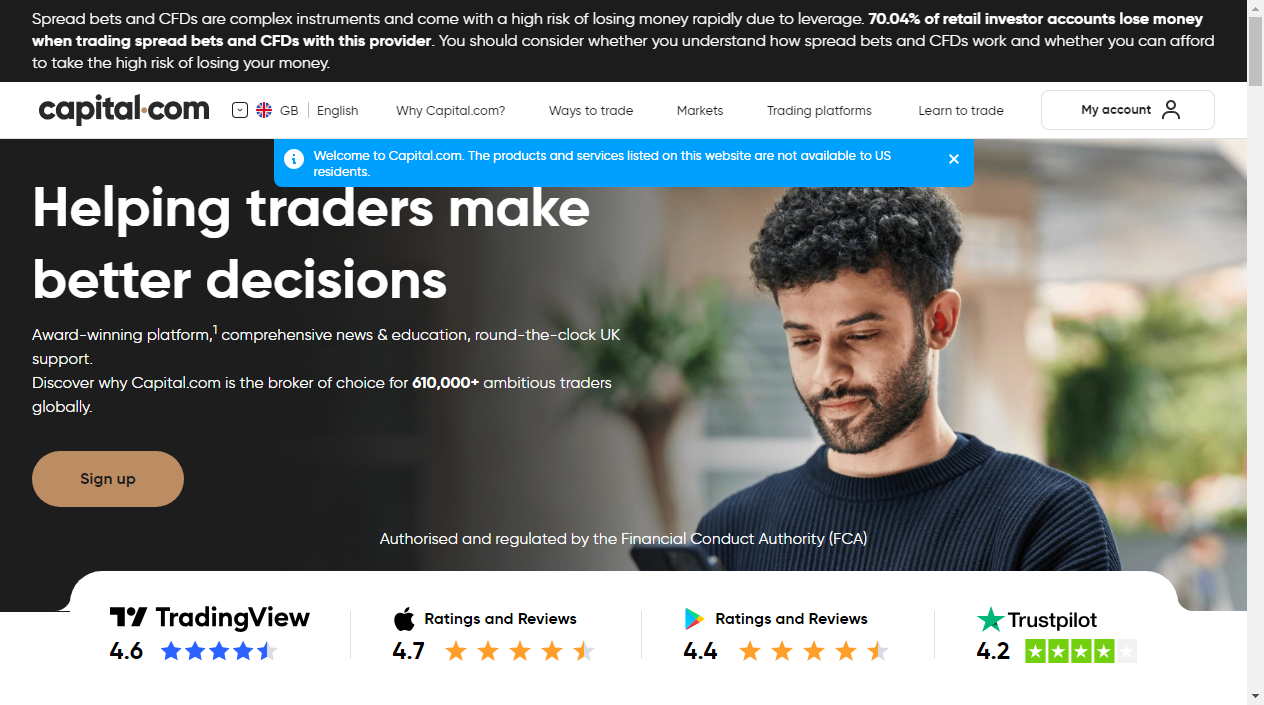 Spread bets and CFDs are complex instruments and come with a high risk of losing money rapidly due to leverage. 70.04% of retail investor accounts lose money
when trading spread bets and CFDs with this provider. You should consider whether you understand how spread bets and CFDs work and whether you can afford
to take the high risk of losing your money.
capital.com GB English Why Capital.com? Ways to trade Markets Trading platforms Learn to trade My account
Welcome to Capital.com. The products and services listed on this website are not available to US
residents.
Helping traders make
better decisions
Award-winning platform,1 comprehensive news & education, round-the-clock UK
support.
Discover why Capital.com is the broker of choice for 610,000+ ambitious traders
globally.
Sign up
Authorised and regulated by the Financial Conduct Authority (FCA)
TradingView Ratings and Reviews Ratings and Reviews Trustpilot
4.6 4.7 4.4 4.2